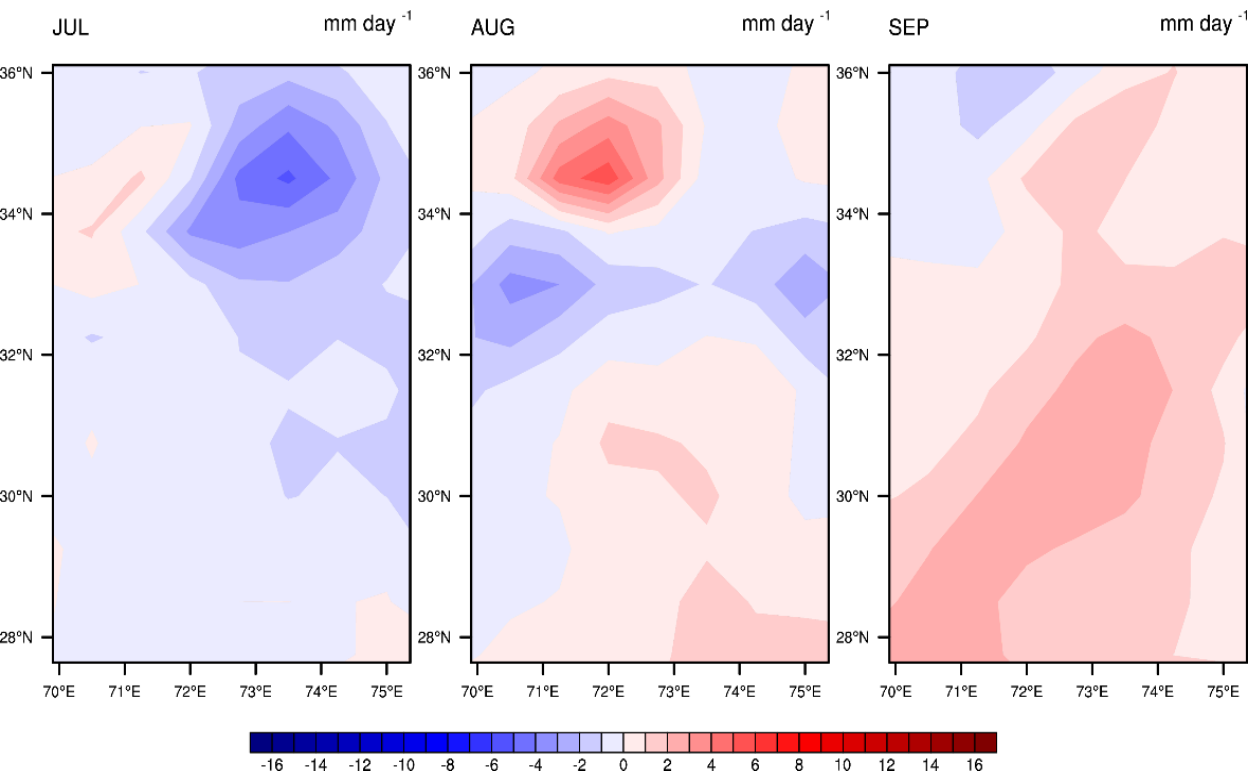 JUL mm day -1 AUG mm day -1 SEP mm day -1
36°N 36°N 36°N
34°N 34°N 34°N
32°N 32°N 32°N
30°N 30°N 30°N
28°N 28°N 28°N
70°E 71°E 72°E 73°E 74°E 75°E 70°E 71°E 72°E 73°E 74°E 75°E 70°E 71°E 72°E 73°E 74°E 75°E
-16 -14 -12 -10 -8 -6 -4 -2 0 2 4 6 8 10 12 14 16